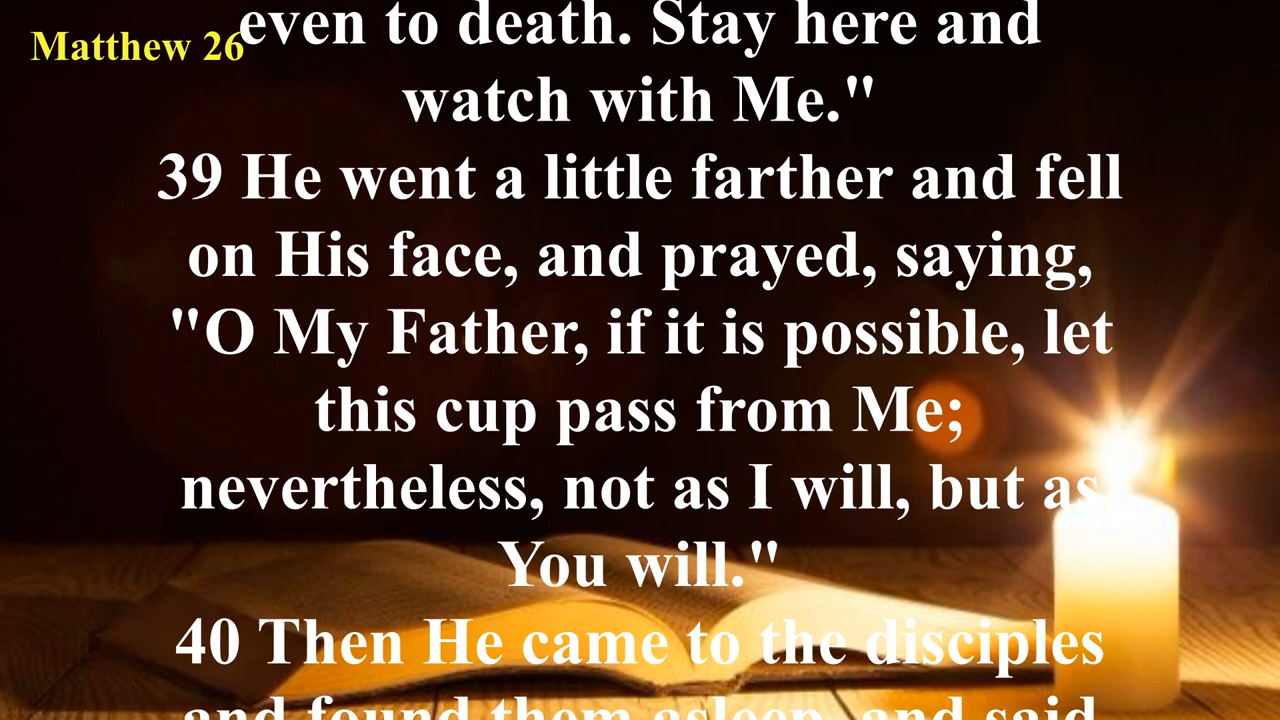 Matthew 26
even to death. Stay here and
watch with Me."
39 He went a little farther and fell
on His face, and prayed, saying,
"O My Father, if it is possible, let
this cup pass from Me;
nevertheless, not as I will, but as
You will."
40 Then He came to the disciples
and found them asleep, and said